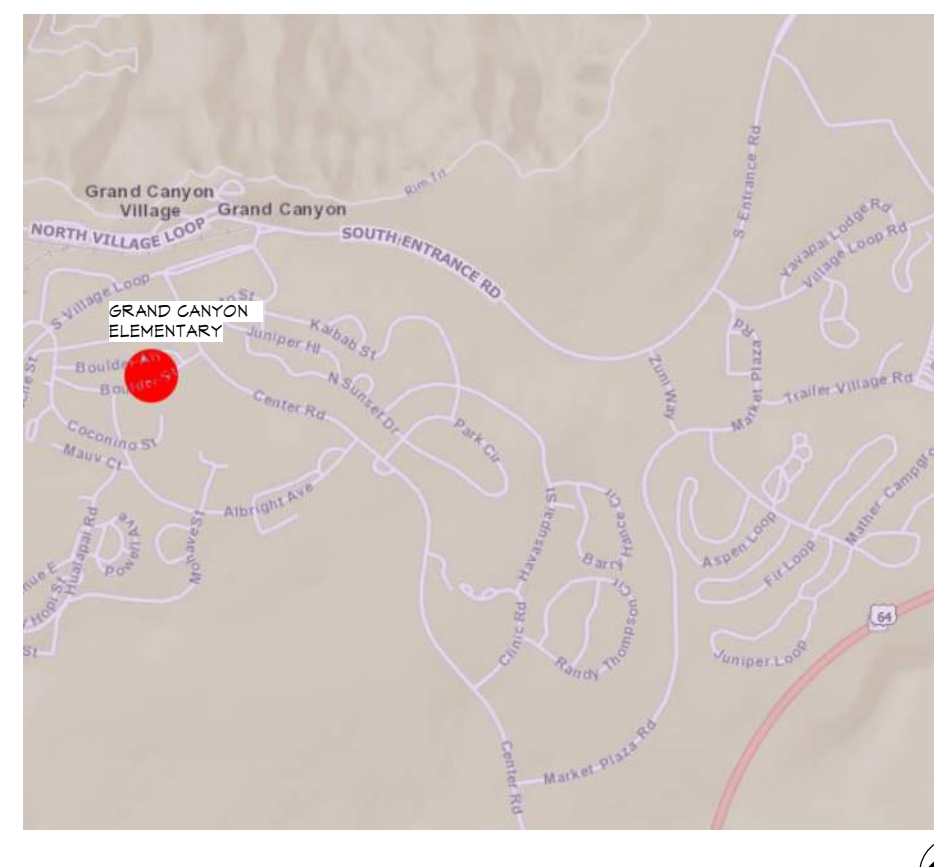 Rim Trl
Grand Canyon
Village
Grand Canyon
NORTH VILLAGE LOOP
SOUTH ENTRANCE RD
S Entrance Rd
Yavapai Lodge Rd
Village Loop Rd
S Village Loop
St
GRAND CANYON
ELEMENTARY
Kaibab St
Juniper Hl
N Sunset Dr
Boulder
Boulder St
Center Rd
Zuni Way
Market Plaza Rd
Trailer Village Rd
St
Coconino St
Mauv Ct
Park Cir
Albright Ave
Hualapai Rd
Powell Ave
Mohave St
Havasupai St
Barry Hance Cir
Aspen Loop
Fir Loop
Mather
E
Hopi St
St
Clinic Rd
Randy Thompson Cir
Juniper Loop
64
Center Rd
Market Plaza Rd